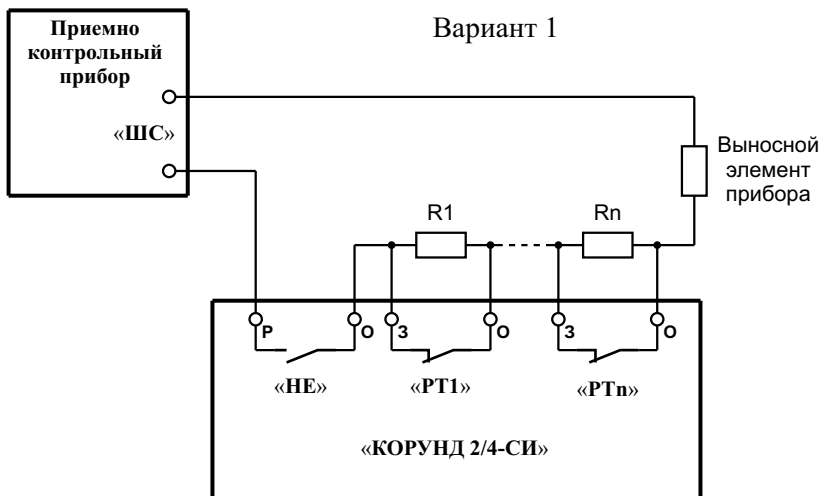 Приемно
контрольный
прибор
Вариант 1
«ШС»
Выносной
элемент
прибора
R1
Rn
Р
О
З
О
З
О
«НЕ»
«РТ1»
«РТn»
«КОРУНД 2/4-СИ»